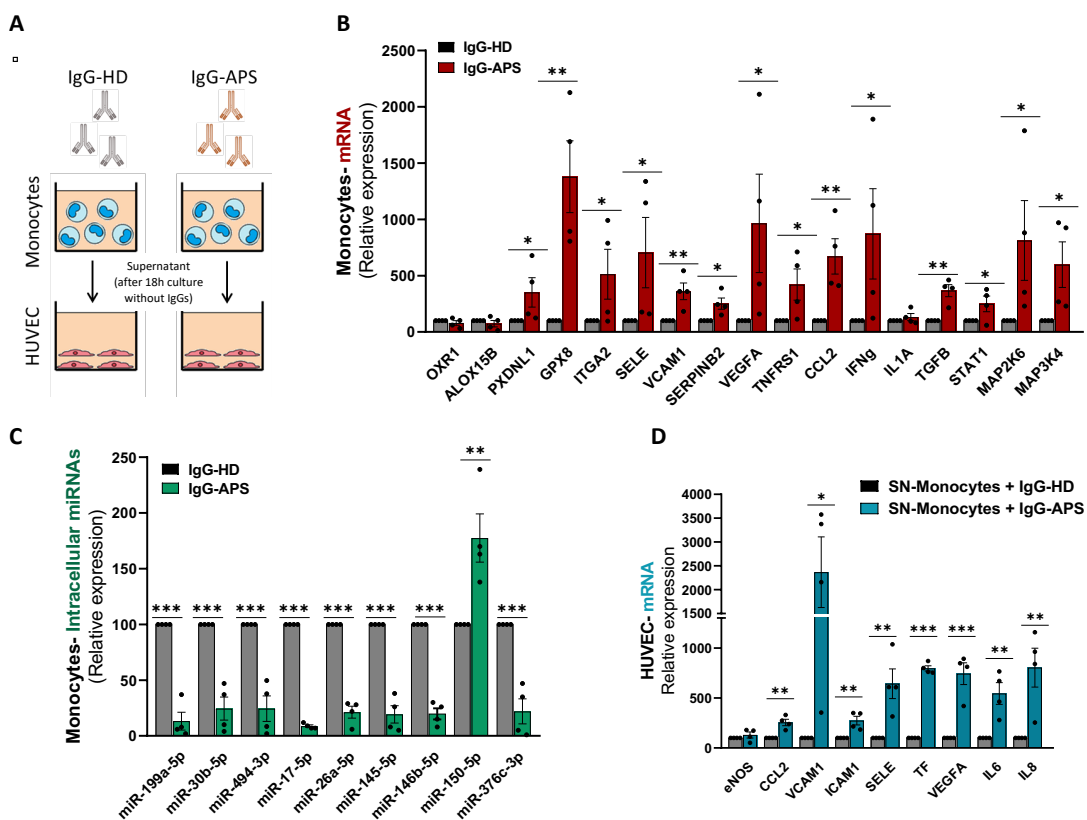 A
IgG-HD
IgG-APS
Monocytes
Supernatant
(after 18h culture
without IgGs)
HUVEC
B
Monocytes- mRNA
(Relative expression)
IgG-HD
IgG-APS
2500
2000
1500
1000
500
0
*
**
*
*
**
*
*
*
**
*
**
*
*
*
OXR1
ALOX15B
PXDNL1
GPX8
ITGA2
SELE
VCAM1
SERPINB2
VEGFA
TNFRS1
CCL2
IFNg
IL1A
TGFB
STAT1
MAP2K6
MAP3K4
C
Monocytes- Intracellular miRNAs
(Relative expression)
IgG-HD
IgG-APS
250
200
150
100
50
0
***
***
***
***
***
***
***
**
***
miR-199a-5p
miR-30b-5p
miR-494-3p
miR-17-5p
miR-26a-5p
miR-145-5p
miR-146b-5p
miR-150-5p
miR-376c-3p
D
HUVEC- mRNA
Relative expression)
SN-Monocytes + IgG-HD
SN-Monocytes + IgG-APS
4000
3500
3000
2500
2000
1500
1000
1000
500
0
**
*
**
**
***
***
**
**
eNOS
CCL2
VCAM1
ICAM1
SELE
TF
VEGFA
IL6
IL8